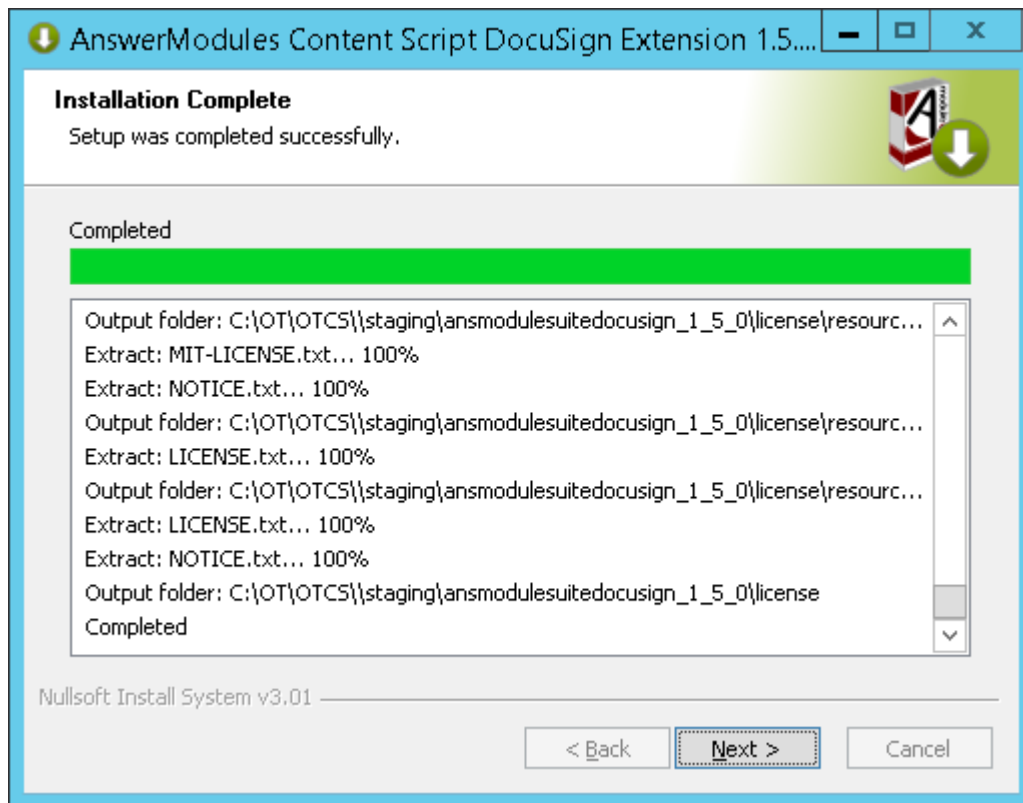 AnswerModules Content Script DocuSign Extension 1.5....
Installation Complete
Setup was completed successfully.
Completed
Output folder: C:\OT\OTCS\\staging\ansmodulesuitedocusign_1_5_0\license\resourc...
Extract: MIT-LICENSE.txt... 100%
Extract: NOTICE.txt... 100%
Output folder: C:\OT\OTCS\\staging\ansmodulesuitedocusign_1_5_0\license\resourc...
Extract: LICENSE.txt... 100%
Output folder: C:\OT\OTCS\\staging\ansmodulesuitedocusign_1_5_0\license\resourc...
Extract: LICENSE.txt... 100%
Extract: NOTICE.txt... 100%
Output folder: C:\OT\OTCS\\staging\ansmodulesuitedocusign_1_5_0\license
Completed
Nullsoft Install System v3.01
< Back Next > Cancel